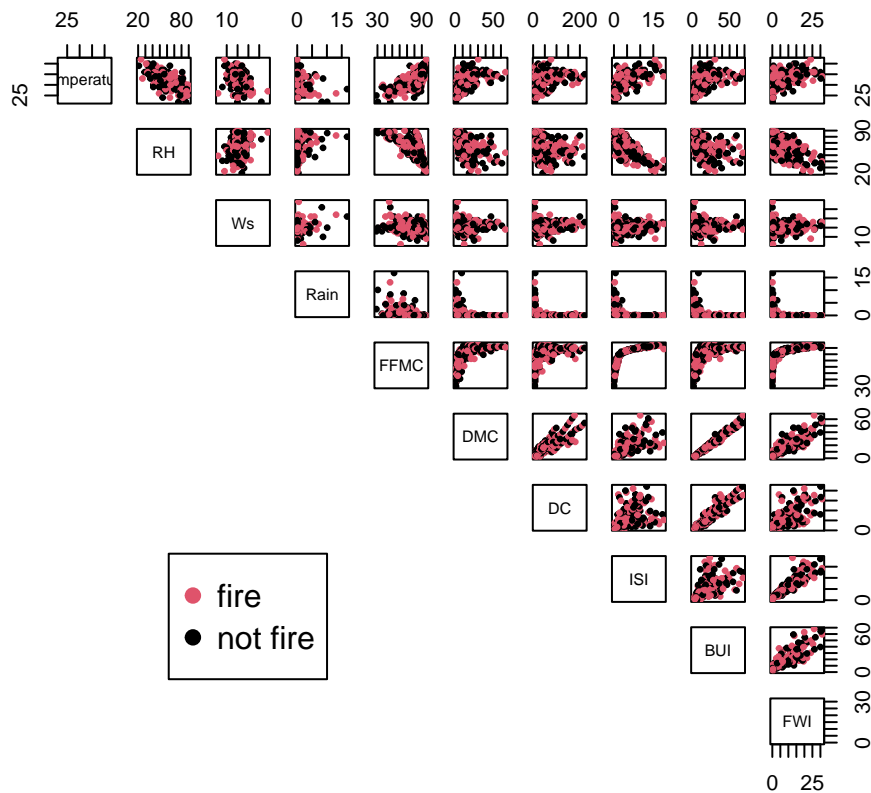 25 20 80 10 0 15 30 90 0 50 0 200 0 15 0 50 0 25
25 mperatu 25
RH 20 90
Ws 10
Rain 0 15
FFMC 30
DMC 0 60
DC 0
ISI 0
fire
not fire
BUI 0 60
FWI 0 30
0 25